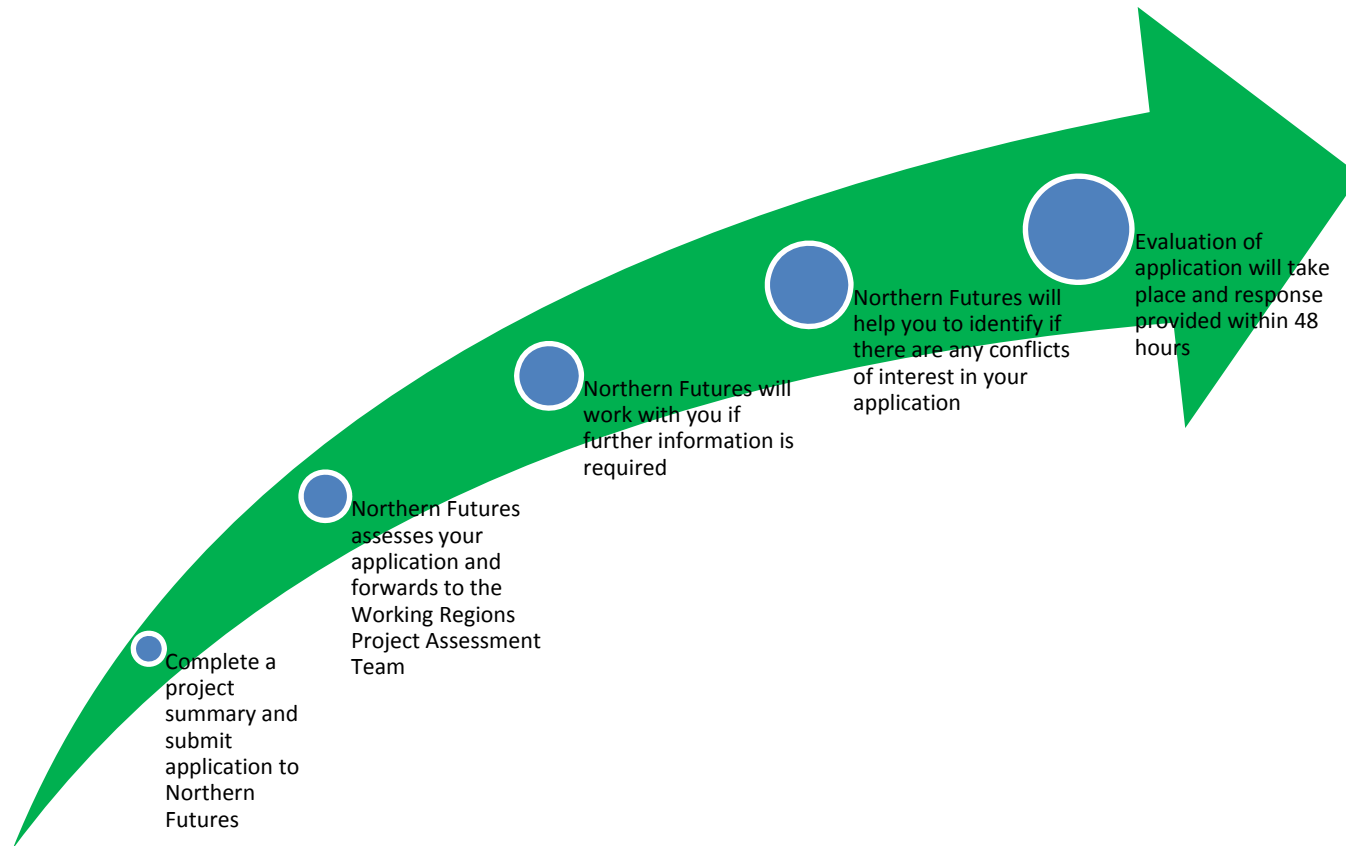 Complete a
project
summary and
submit
application to
Northern
Futures
Northern Futures
assesses your
application and
forwards to the
Working Regions
Project Assessment
Team
Northern Futures will
work with you if
further information is
required
Northern Futures will
help you to identify if
there are any conflicts
of interest in your
application
Evaluation of
application will take
place and response
provided within 48
hours